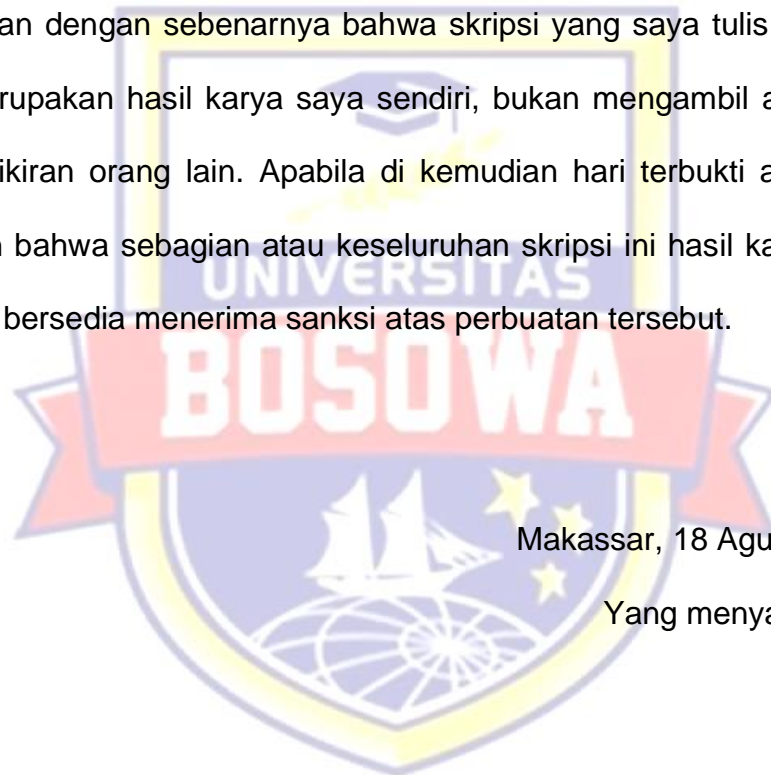 an dengan sebenarnya bahwa skripsi yang saya tulis
rupakan hasil karya saya sendiri, bukan mengambil a
ikiran orang lain. Apabila di kemudian hari terbukti a
bahwa sebagian atau keseluruhan skripsi ini hasil ka
UNIVERSITAS
bersedia menerima sanksi atas perbuatan tersebut.
BOSOWA
Makassar, 18 Agu
Yang menya